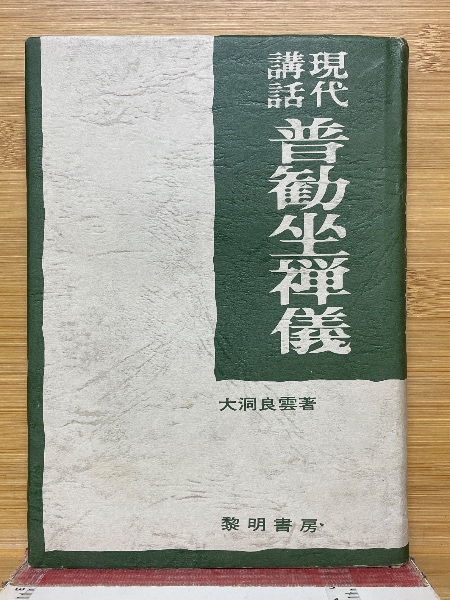 現代
講話
普勧坐禅儀
大洞良雲著
黎明書房